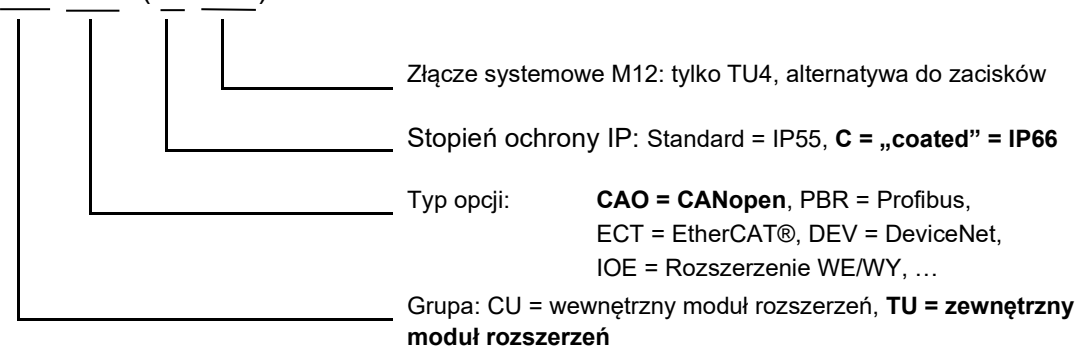 Złącze systemowe M12: tylko TU4, alternatywa do zacisków
Stopień ochrony IP: Standard = IP55, C = „coated” = IP66
Typ opcji: CAO = CANopen, PBR = Profibus,
ECT = EtherCAT®, DEV = DeviceNet,
IOE = Rozszerzenie WE/WY, …
Grupa: CU = wewnętrzny moduł rozszerzeń, TU = zewnętrzny
moduł rozszerzeń